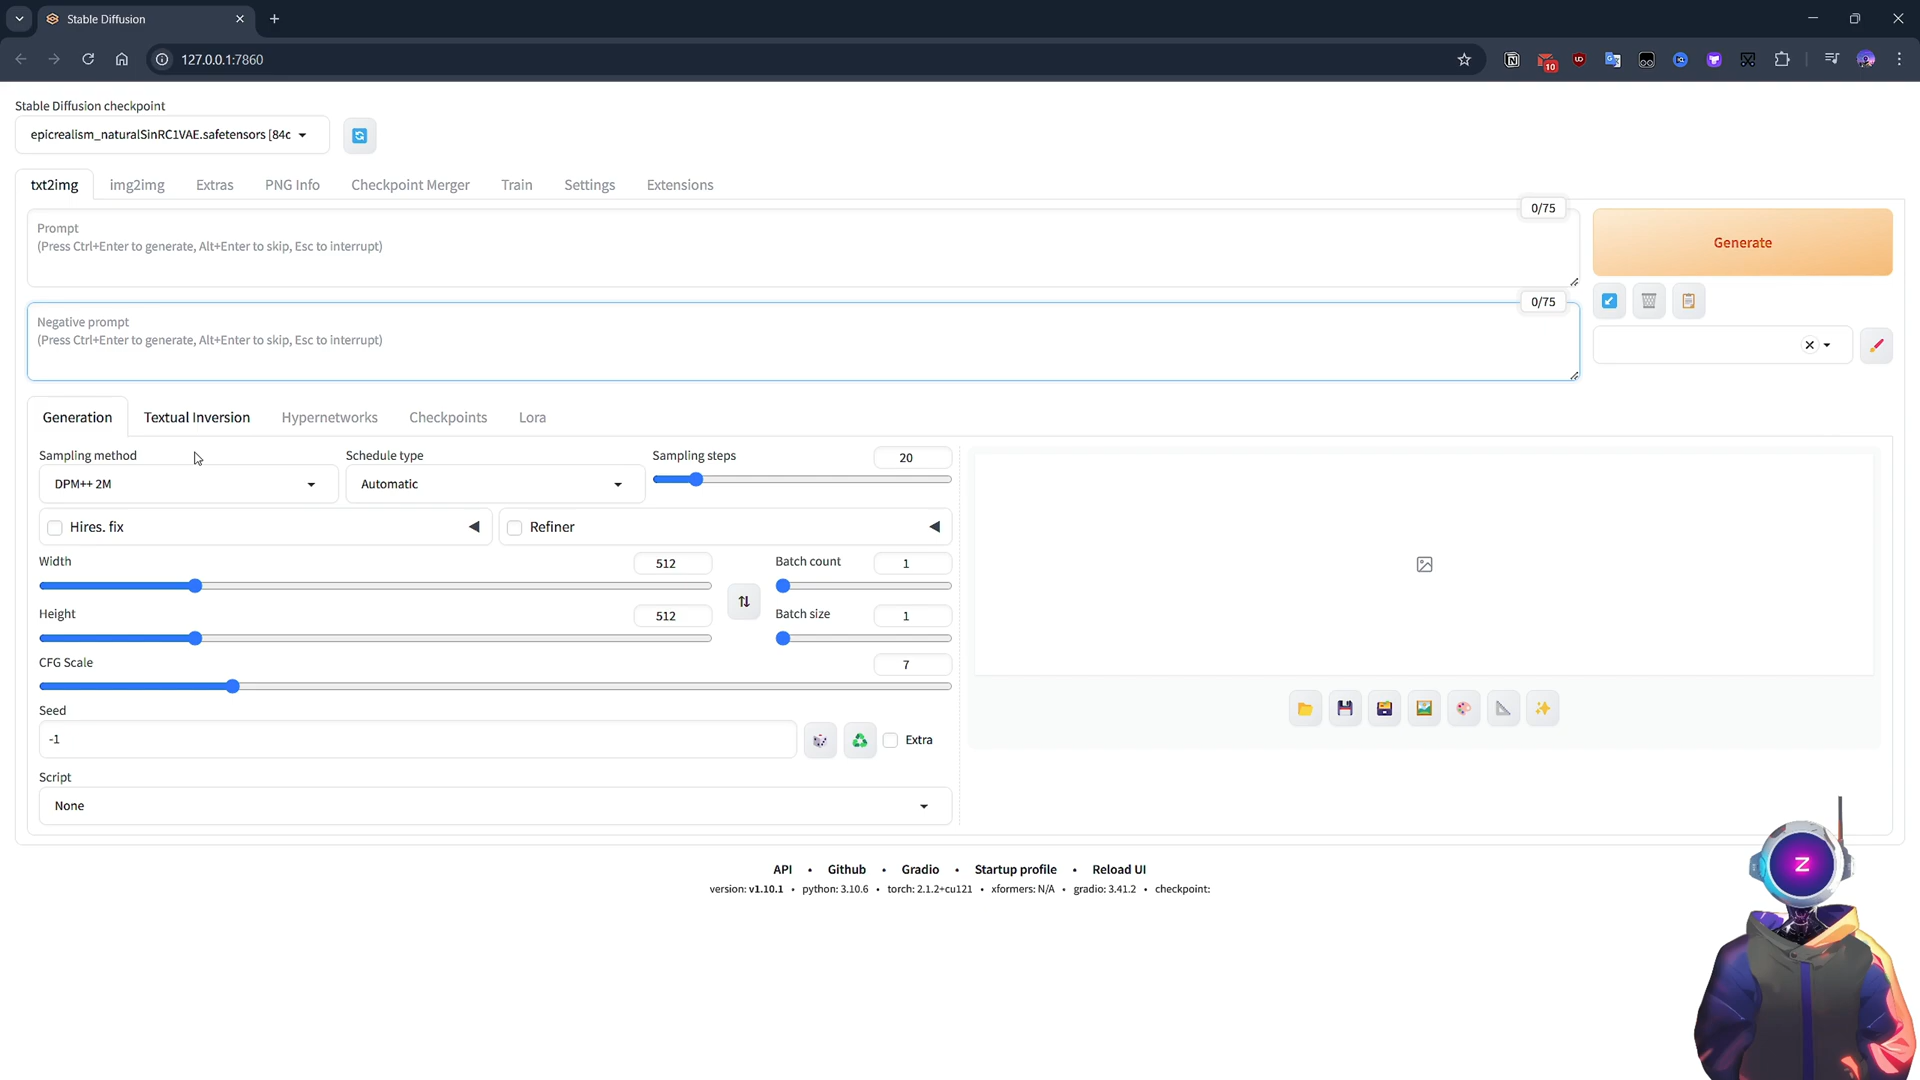 Stable Diffusion
127.0.0.1:7860
10
Stable Diffusion checkpoint
epicrealism_naturalSinRC1VAE.safetensors [84c
txt2img img2img Extras PNG Info Checkpoint Merger Train Settings Extensions
0/75
Prompt
(Press Ctrl+Enter to generate, Alt+Enter to skip, Esc to interrupt)
Generate
0/75
Negative prompt
(Press Ctrl+Enter to generate, Alt+Enter to skip, Esc to interrupt)
Generation Textual Inversion Hypernetworks Checkpoints Lora
Sampling method Schedule type Sampling steps 20
DPM++ 2M Automatic
Hires. fix Refiner
Width 512 Batch count 1
Height 512 Batch size 1
CFG Scale 7
Seed
-1 Extra
Script
None
API • Github • Gradio • Startup profile • Reload UI
version: v1.10.1 • python: 3.10.6 • torch: 2.1.2+cu121 • xformers: N/A • gradio: 3.41.2 • checkpoint:
Z